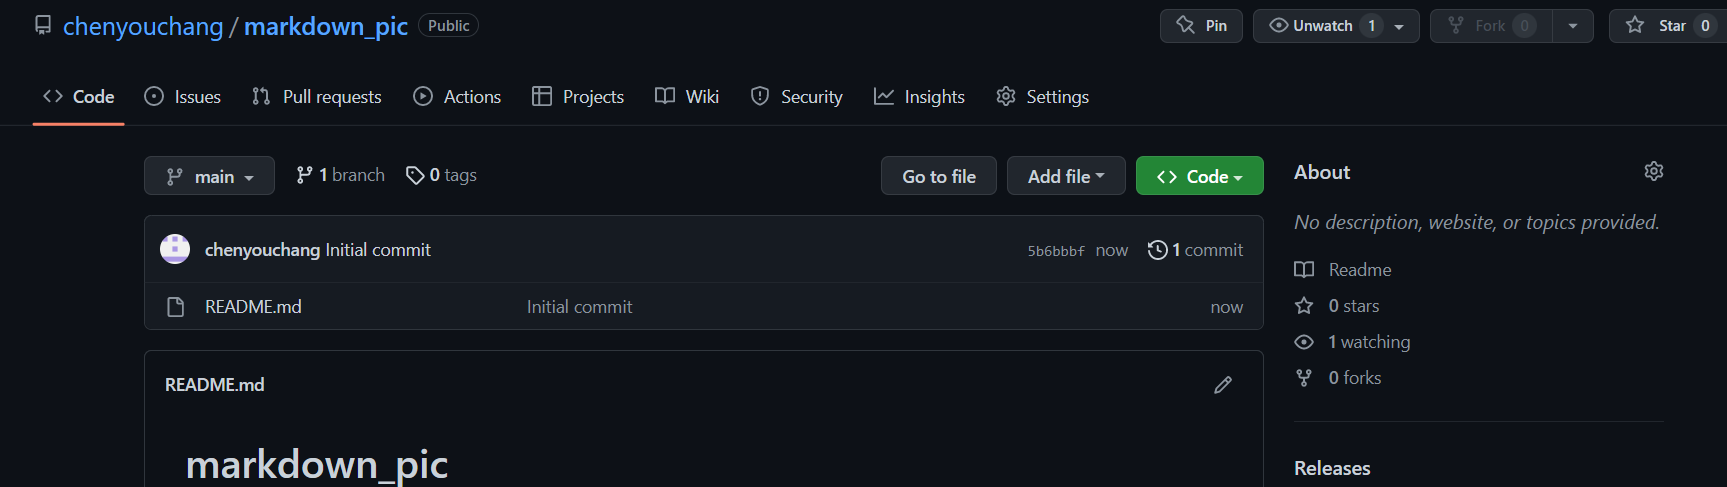 chenyouchang / markdown_pic Public Pin Unwatch 1 Fork 0 Star 0
Code Issues Pull requests Actions Projects Wiki Security Insights Settings
main 1 branch 0 tags Go to file Add file Code
chenyouchang Initial commit 5b6bbbf now 1 commit
README.md Initial commit now
README.md
markdown_pic
About
No description, website, or topics provided.
Readme
0 stars
1 watching
0 forks
Releases